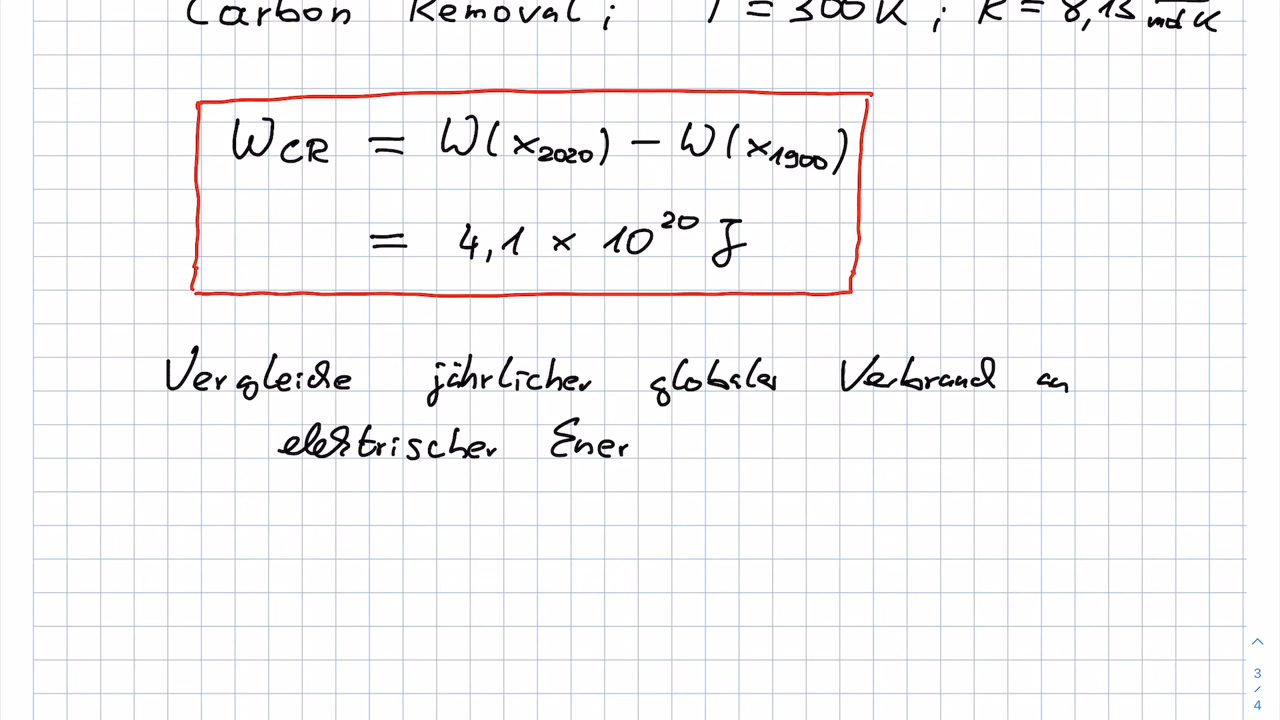 Carbon Removal ; T = 300 K ; R = 8,13 mol K
W_CR = W(x_2020) - W(x_1900)
= 4,1 × 10^20 J
Vergleiche jährlicher globaler Verbrauch an
elektrischer Ener
3
/
4